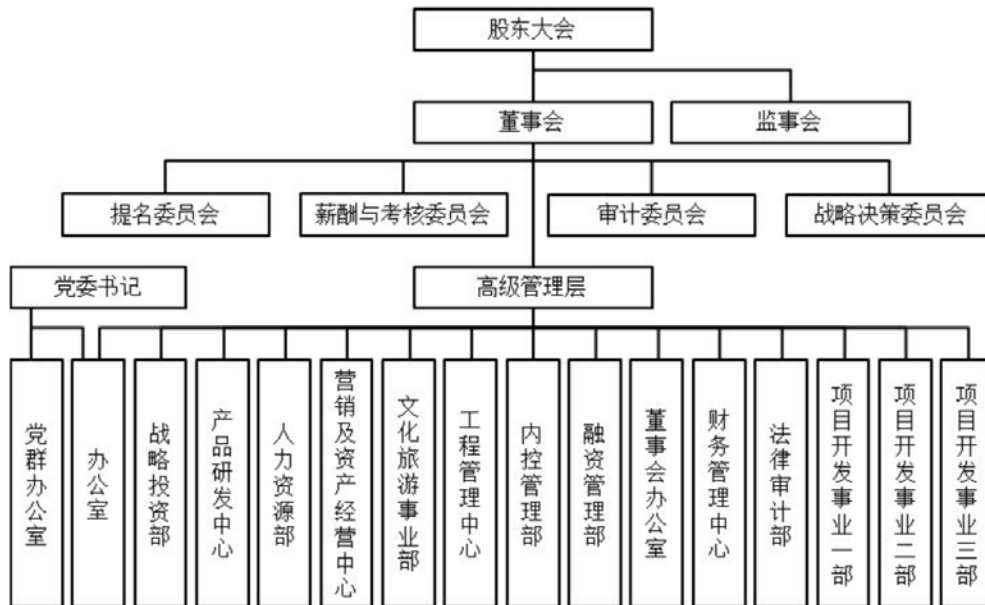 股东大会
董事会
监事会
提名委员会
薪酬与考核委员会
审计委员会
战略决策委员会
党委书记
高级管理层
党群办公室
办公室
战略投资部
产品研发中心
人力资源部
营销及资产经营中心
文化旅游事业部
工程管理中心
内控管理部
融资管理部
董事会办公室
财务管理中心
法律审计部
项目开发事业一部
项目开发事业二部
项目开发事业三部